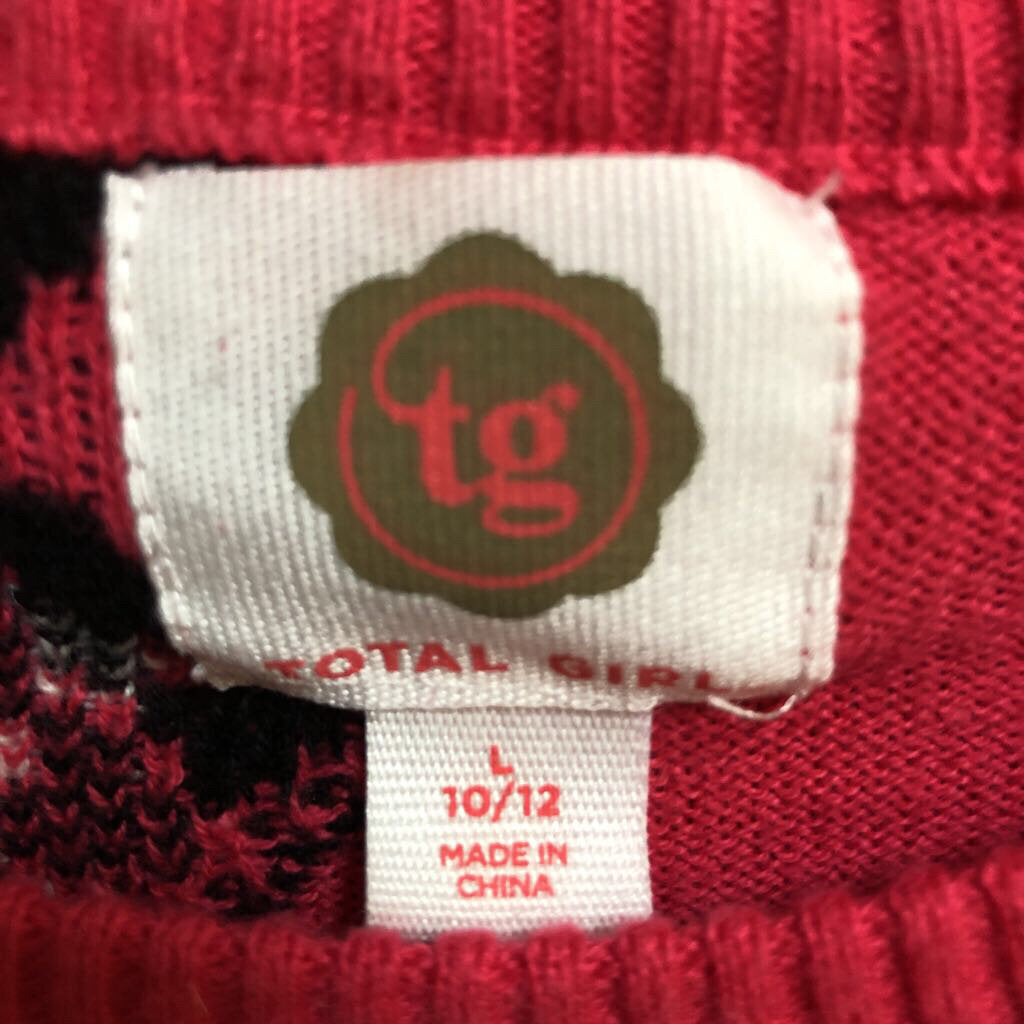 tg
TOTAL GIRL
L
10/12
MADE IN
CHINA